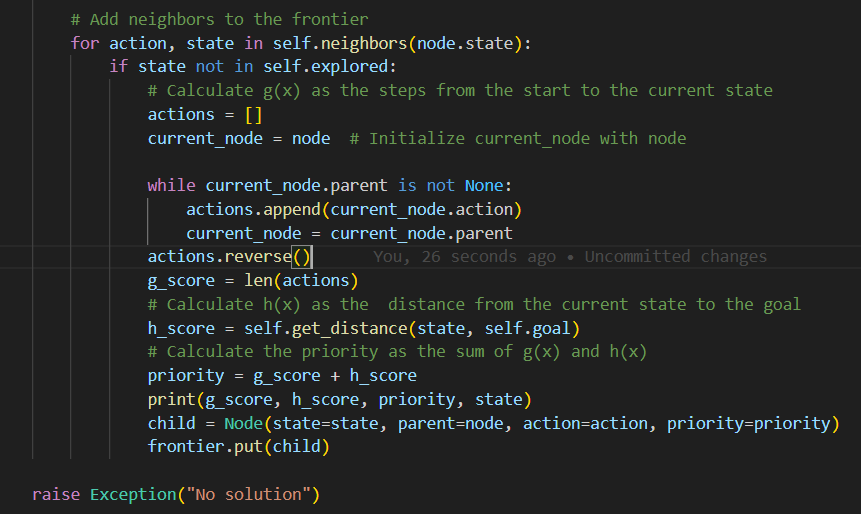 # Add neighbors to the frontier
for action, state in self.neighbors(node.state):
if state not in self.explored:
# Calculate g(x) as the steps from the start to the current state
actions = []
current_node = node  # Initialize current_node with node
while current_node.parent is not None:
actions.append(current_node.action)
current_node = current_node.parent
actions.reverse()      You, 26 seconds ago • Uncommitted changes
g_score = len(actions)
# Calculate h(x) as the  distance from the current state to the goal
h_score = self.get_distance(state, self.goal)
# Calculate the priority as the sum of g(x) and h(x)
priority = g_score + h_score
print(g_score, h_score, priority, state)
child = Node(state=state, parent=node, action=action, priority=priority)
frontier.put(child)
raise Exception("No solution")